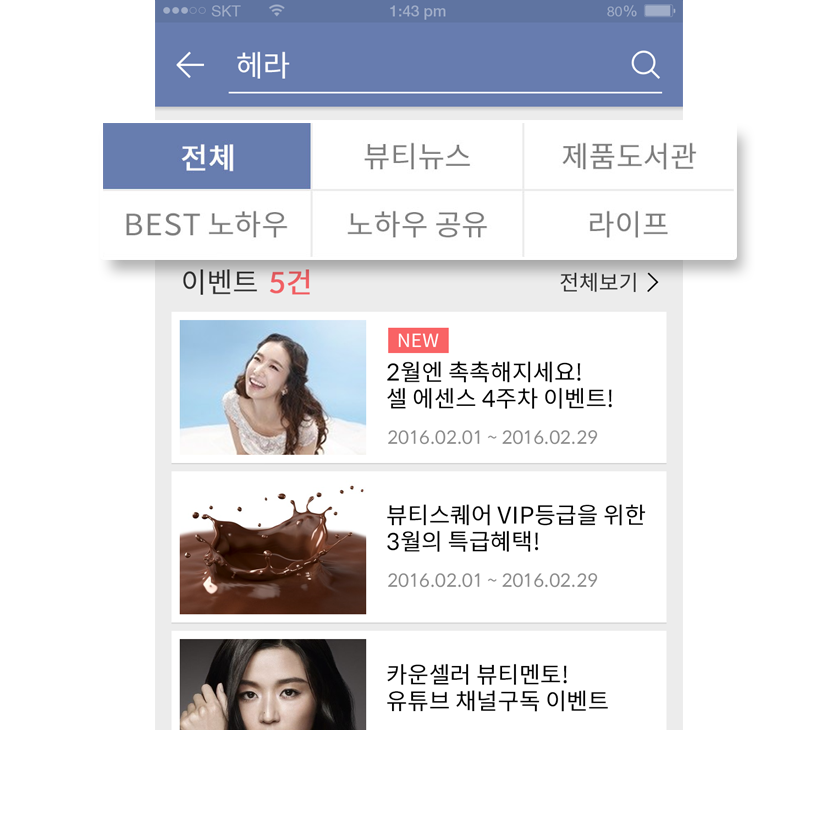 SKT 1:43 pm 80%
헤라
전체 뷰티뉴스 제품도서관
BEST 노하우 노하우 공유 라이프
이벤트 5건 전체보기
NEW
2월엔 촉촉해지세요!
셀 에센스 4주차 이벤트!
2016.02.01 ~ 2016.02.29
뷰티스퀘어 VIP등급을 위한
3월의 특급혜택!
2016.02.01 ~ 2016.02.29
카운셀러 뷰티멘토!
유튜브 채널구독 이벤트